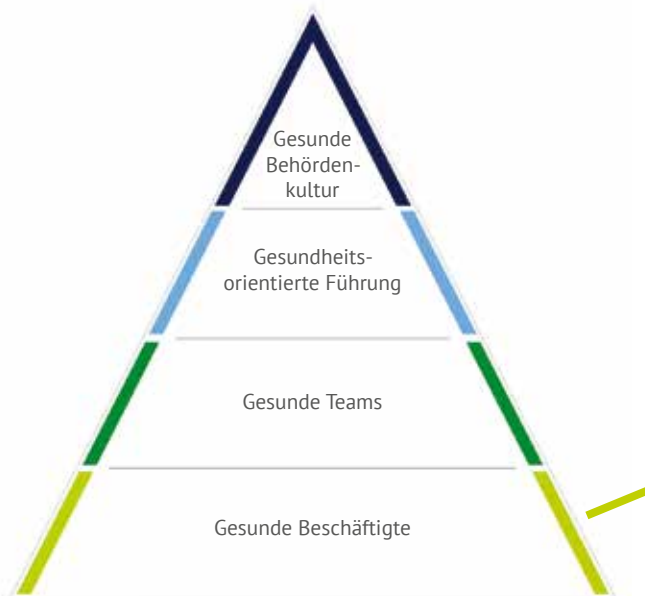 Gesunde
Behörden-
kultur
Gesundheits-
orientierte Führung
Gesunde Teams
Gesunde Beschäftigte